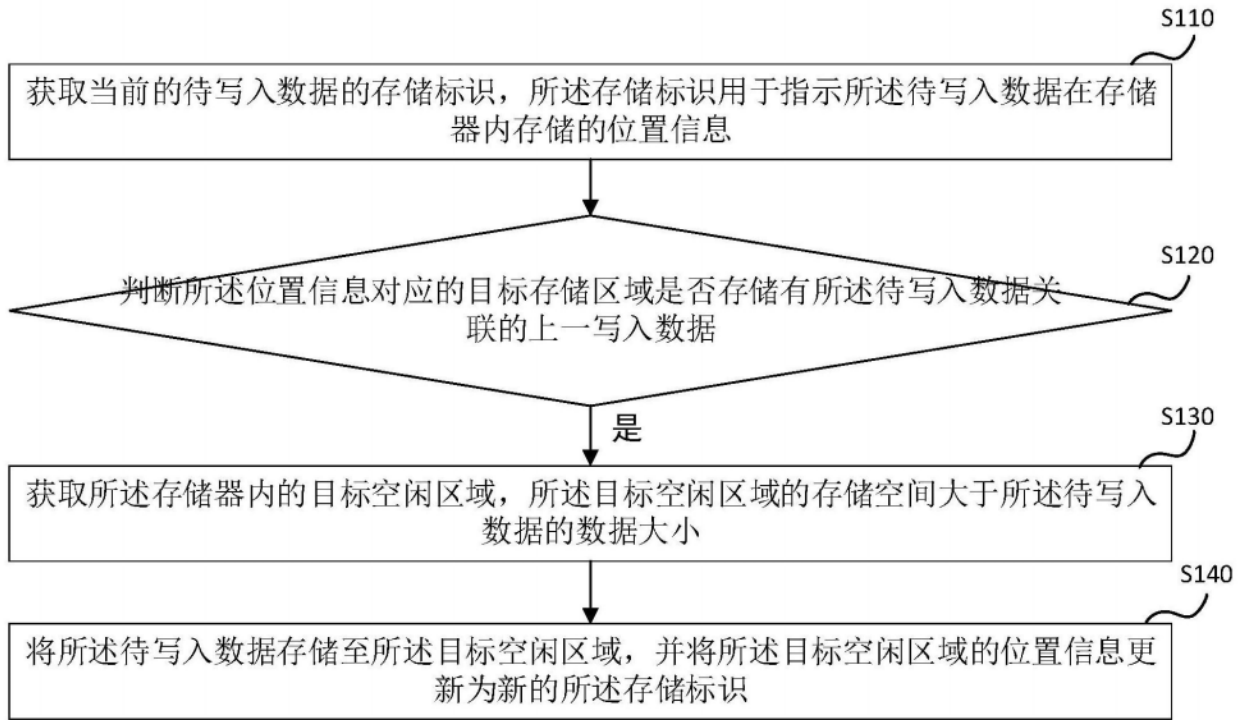 S110
获取当前的待写入数据的存储标识，所述存储标识用于指示所述待写入数据在存储
器内存储的位置信息
S120
判断所述位置信息对应的目标存储区域是否存储有所述待写入数据关
联的上一写入数据
是
S130
获取所述存储器内的目标空闲区域，所述目标空闲区域的存储空间大于所述待写入
数据的数据大小
S140
将所述待写入数据存储至所述目标空闲区域，并将所述目标空闲区域的位置信息更
新为新的所述存储标识